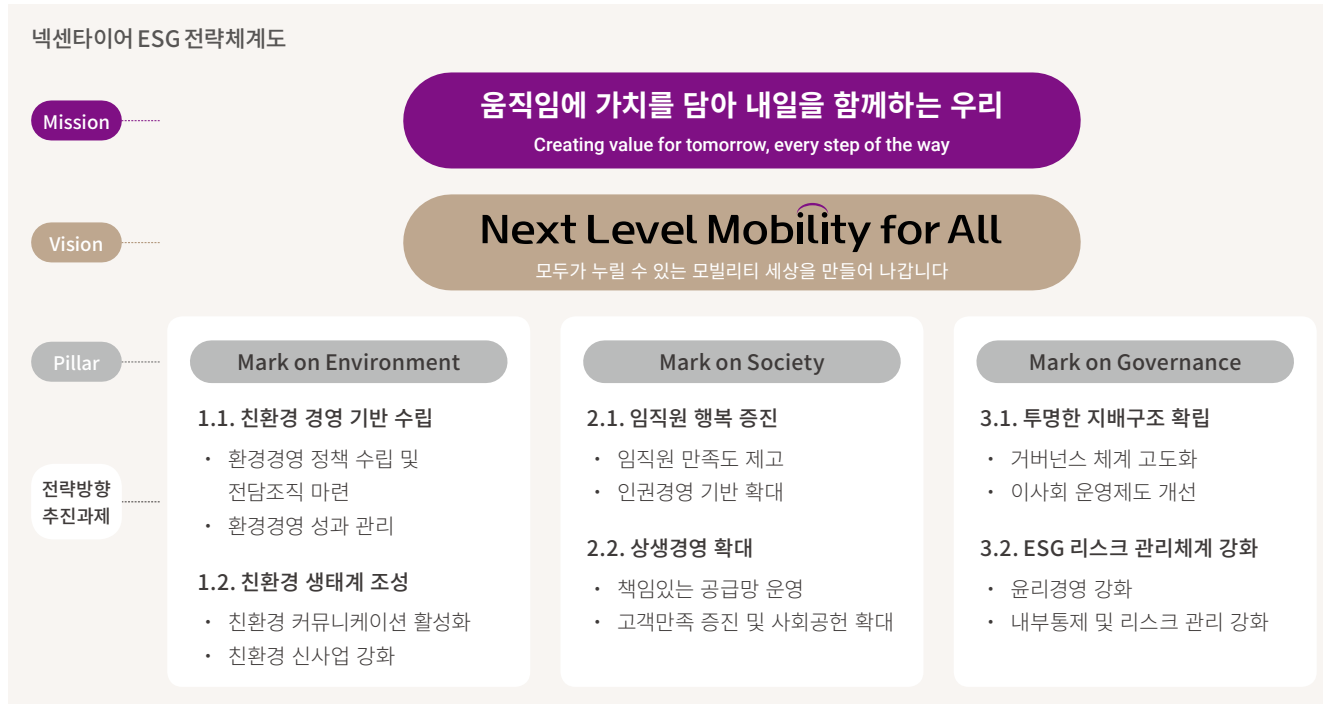 넥센타이어 ESG 전략체계도
Mission
움직임에 가치를 담아 내일을 함께하는 우리
Creating value for tomorrow, every step of the way
Vision
Next Level Mobility for All
모두가 누릴 수 있는 모빌리티 세상을 만들어 나갑니다
Pillar
Mark on Environment
Mark on Society
Mark on Governance
전략방향
추진과제
1.1. 친환경 경영 기반 수립
• 환경경영 정책 수립 및
전담조직 마련
• 환경경영 성과 관리
1.2. 친환경 생태계 조성
• 친환경 커뮤니케이션 활성화
• 친환경 신사업 강화
2.1. 임직원 행복 증진
• 임직원 만족도 제고
• 인권경영 기반 확대
2.2. 상생경영 확대
• 책임있는 공급망 운영
• 고객만족 증진 및 사회공헌 확대
3.1. 투명한 지배구조 확립
• 거버넌스 체계 고도화
• 이사회 운영제도 개선
3.2. ESG 리스크 관리체계 강화
• 윤리경영 강화
• 내부통제 및 리스크 관리 강화